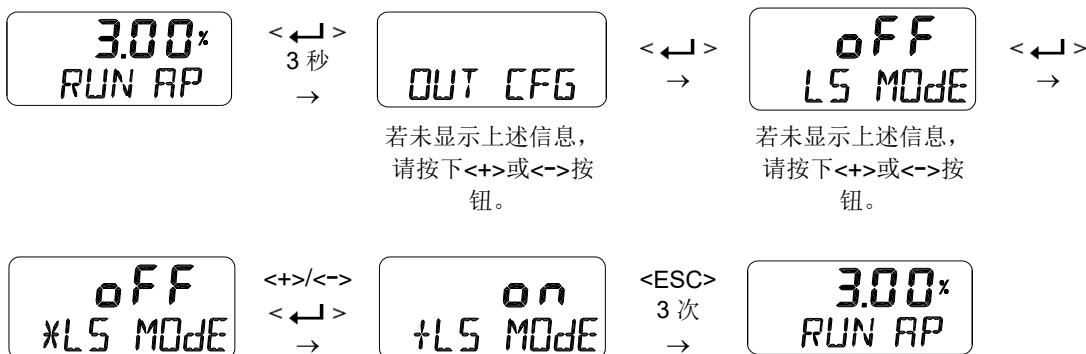 3.00%
RUN AP
<↵>
3 秒
→
OUT CFG
若未显示上述信息，
请按下<+>或<->按
钮。
<↵>
→
oFF
LS MOdE
若未显示上述信息，
请按下<+>或<->按
钮。
<↵>
→
oFF
*LS MOdE
<+>/<->
<↵>
→
on
+LS MOdE
<ESC>
3 次
→
3.00%
RUN AP